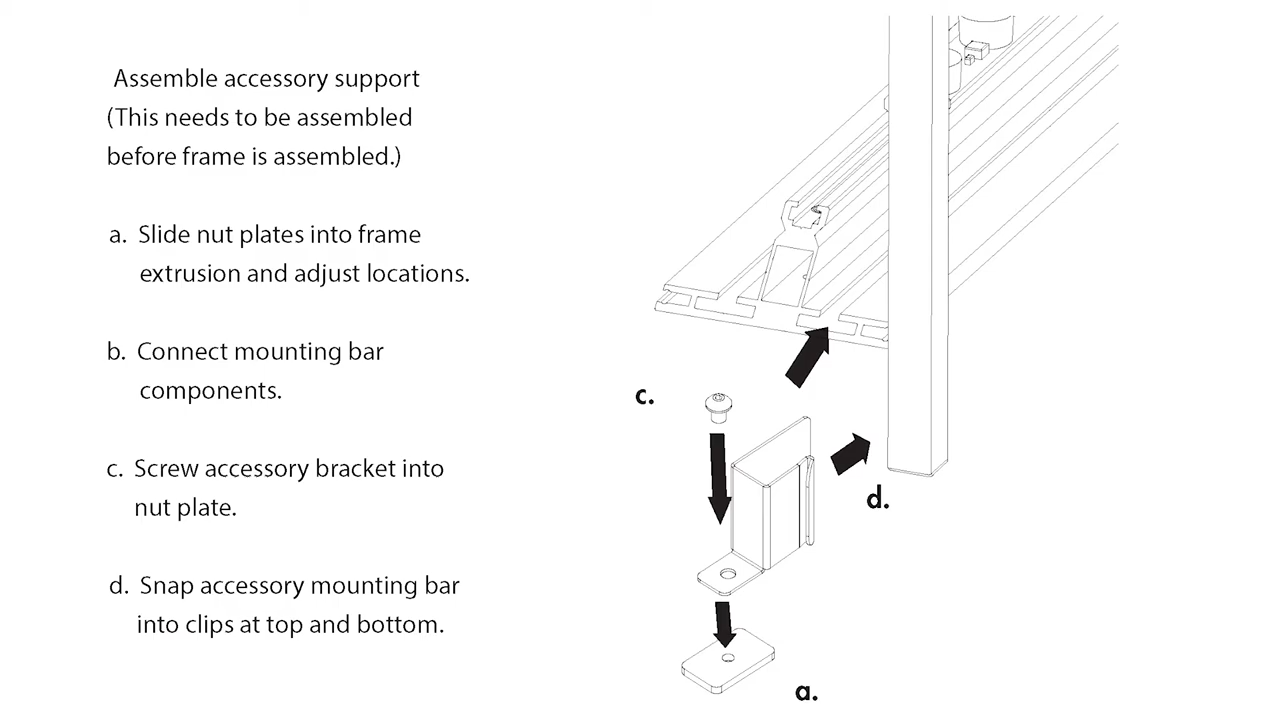 Assemble accessory support
(This needs to be assembled
before frame is assembled.)
a. Slide nut plates into frame
extrusion and adjust locations.
b. Connect mounting bar
components.
c. Screw accessory bracket into
nut plate.
d. Snap accessory mounting bar
into clips at top and bottom.
c.
d.
a.